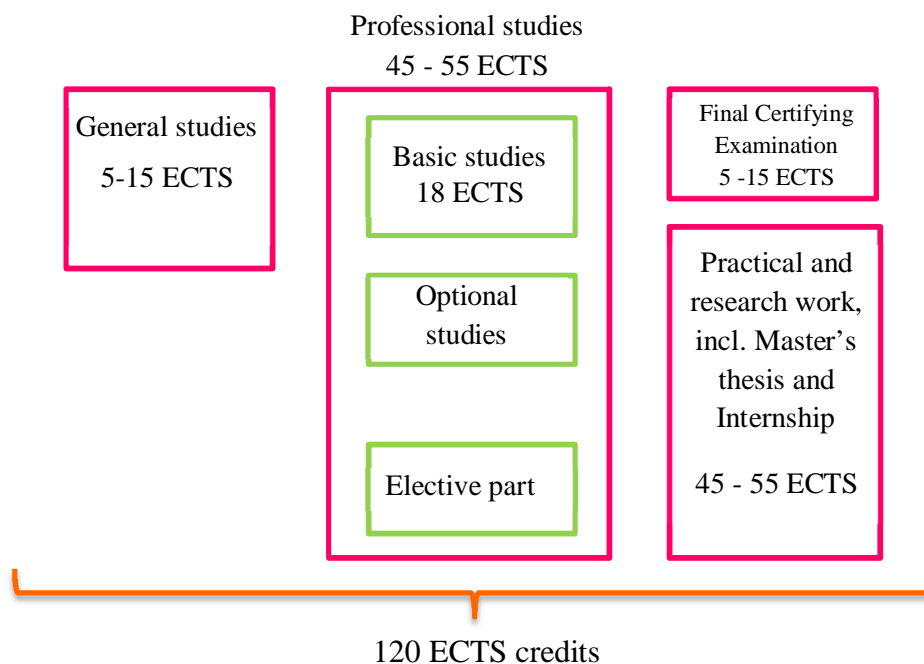 Professional studies
45 - 55 ECTS
General studies
5-15 ECTS
Basic studies
18 ECTS
Optional
studies
Elective part
Final Certifying
Examination
5 -15 ECTS
Practical and
research work,
incl. Master’s
thesis and
Internship
45 - 55 ECTS
120 ECTS credits